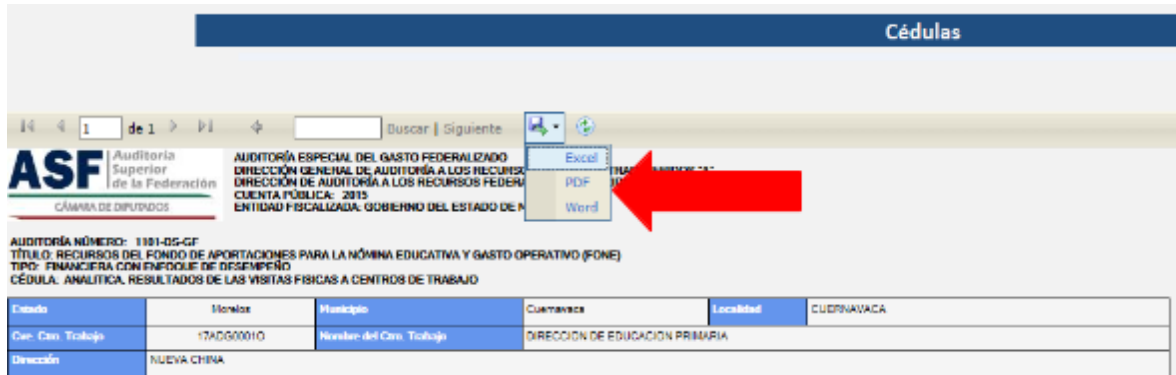 Cédulas
1 de 1 Buscar | Siguiente
Excel
PDF
Word
ASF Auditoría
Superior
de la Federación
CÁMARA DE DIPUTADOS
AUDITORÍA ESPECIAL DEL GASTO FEDERALIZADO
DIRECCIÓN GENERAL DE AUDITORÍA A LOS
DIRECCIÓN DE AUDITORÍA A LOS RECURSOS
CUENTA PÚBLICA: 2015
ENTIDAD FISCALIZADA: GOBIERNO DEL ESTADO DE
AUDITORÍA NÚMERO: 1101-DS-GF
TÍTULO: RECURSOS DEL FONDO DE APORTACIONES PARA LA NÓMINA EDUCATIVA Y GASTO OPERATIVO (FONE)
TIPO: FINANCIERA CON ENFOQUE DE DESEMPEÑO
CÉDULA: ANALITICA. RESULTADOS DE LAS VISITAS FISICAS A CENTROS DE TRABAJO
Estado Morelos Municipio Cuernavaca Localidad CUERNAVACA
Cve. Ctro. Trabajo 17ADG0001O Nombre del Ctro. Trabajo DIRECCION DE EDUCACION PRIMARIA
Dirección NUEVA CHINA